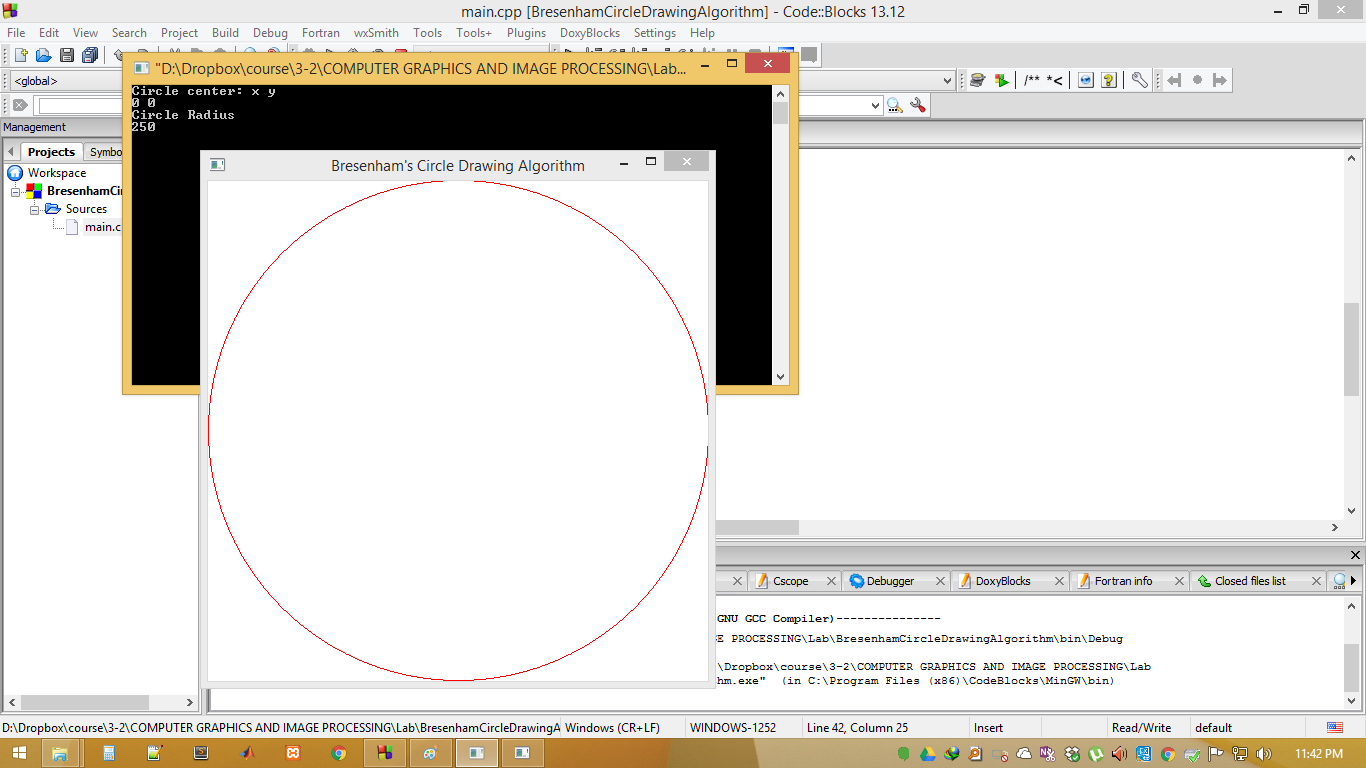 main.cpp [BresenhamCircleDrawingAlgorithm] - Code::Blocks 13.12
File Edit View Search Project Build Debug Fortran wxSmith Tools Tools+ Plugins DoxyBlocks Settings Help
"D:\Dropbox\course\3-2\COMPUTER GRAPHICS AND IMAGE PROCESSING\Lab...
<global>
/** *<
Circle center: x y
0 0
Circle Radius
250
Management
Projects Symbo
Workspace
BresenhamCi
Sources
main.c
Bresenham's Circle Drawing Algorithm
Cscope Debugger DoxyBlocks Fortran info Closed files list
GNU GCC Compiler)---------------
E PROCESSING\Lab\BresenhamCircleDrawingAlgorithm\bin\Debug
\Dropbox\course\3-2\COMPUTER GRAPHICS AND IMAGE PROCESSING\Lab
hm.exe" (in C:\Program Files (x86)\CodeBlocks\MinGW\bin)
D:\Dropbox\course\3-2\COMPUTER GRAPHICS AND IMAGE PROCESSING\Lab\BresenhamCircleDrawingA Windows (CR+LF) WINDOWS-1252 Line 42, Column 25 Insert Read/Write default
11:42 PM